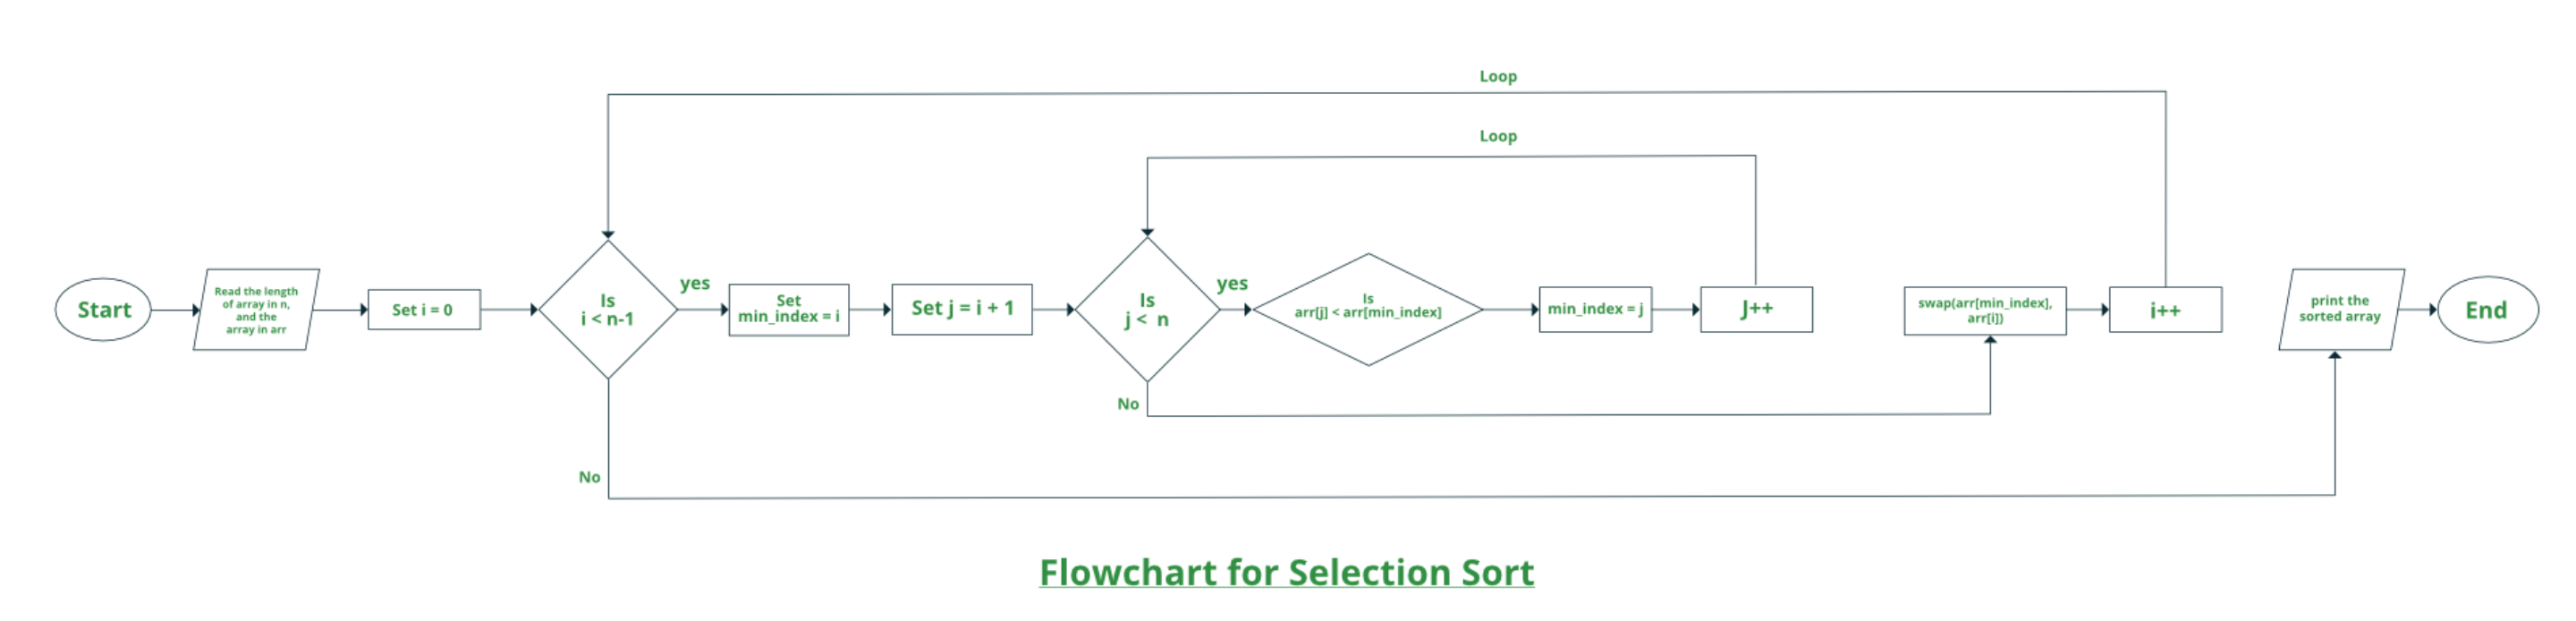 Loop
Loop
Start
Read the length
of array in n,
and the
array in arr
Set i = 0
Is
i < n-1
yes
Set
min_index = i
Set j = i + 1
Is
j < n
yes
Is
arr[j] < arr[min_index]
min_index = j
J++
swap(arr[min_index],
arr[i])
i++
print the
sorted array
End
No
No
Flowchart for Selection Sort